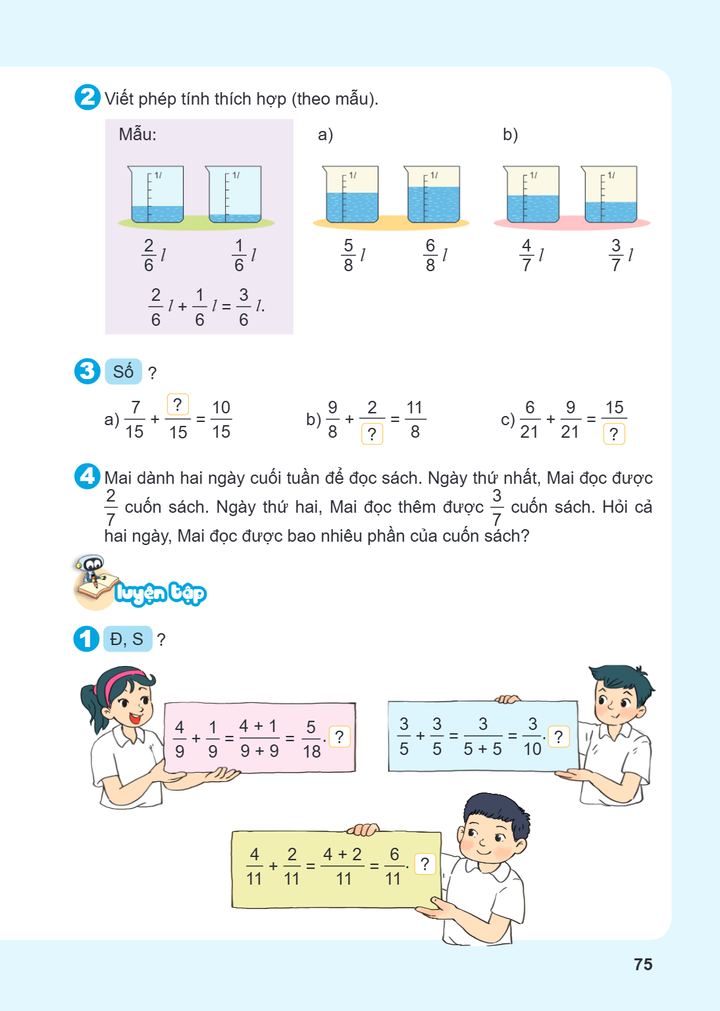 2 Viết phép tính thích hợp (theo mẫu).
Mẫu: a) b)
1l 1l 1l 1l 1l 1l
2/6 l 1/6 l 5/8 l 6/8 l 4/7 l 3/7 l
2/6 l + 1/6 l = 3/6 l.
3 Số ?
a) 7/15 + ?/15 = 10/15 b) 9/8 + 2/? = 11/8 c) 6/21 + 9/21 = 15/?
4 Mai dành hai ngày cuối tuần để đọc sách. Ngày thứ nhất, Mai đọc được
2/7 cuốn sách. Ngày thứ hai, Mai đọc thêm được 3/7 cuốn sách. Hỏi cả
hai ngày, Mai đọc được bao nhiêu phần của cuốn sách?
luyện tập
1 Đ, S ?
4/9 + 1/9 = (4 + 1)/(9 + 9) = 5/18. ?
3/5 + 3/5 = 3/(5 + 5) = 3/10. ?
4/11 + 2/11 = (4 + 2)/11 = 6/11. ?
75